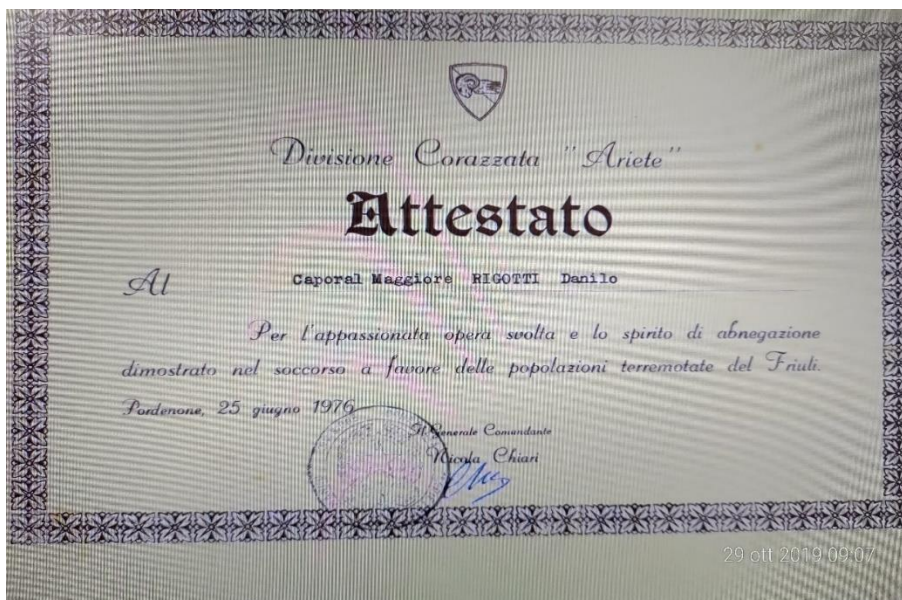 Divisione Corazzata "Ariete"
Attestato
Al Caporal Maggiore RIGOTTI Danilo
Per l'appassionata opera svolta e lo spirito di abnegazione
dimostrato nel soccorso a favore delle popolazioni terremotate del Friuli.
Pordenone, 25 giugno 1976
Il Generale Comandante
Nicola Chiari
29 ott 2019 09:07